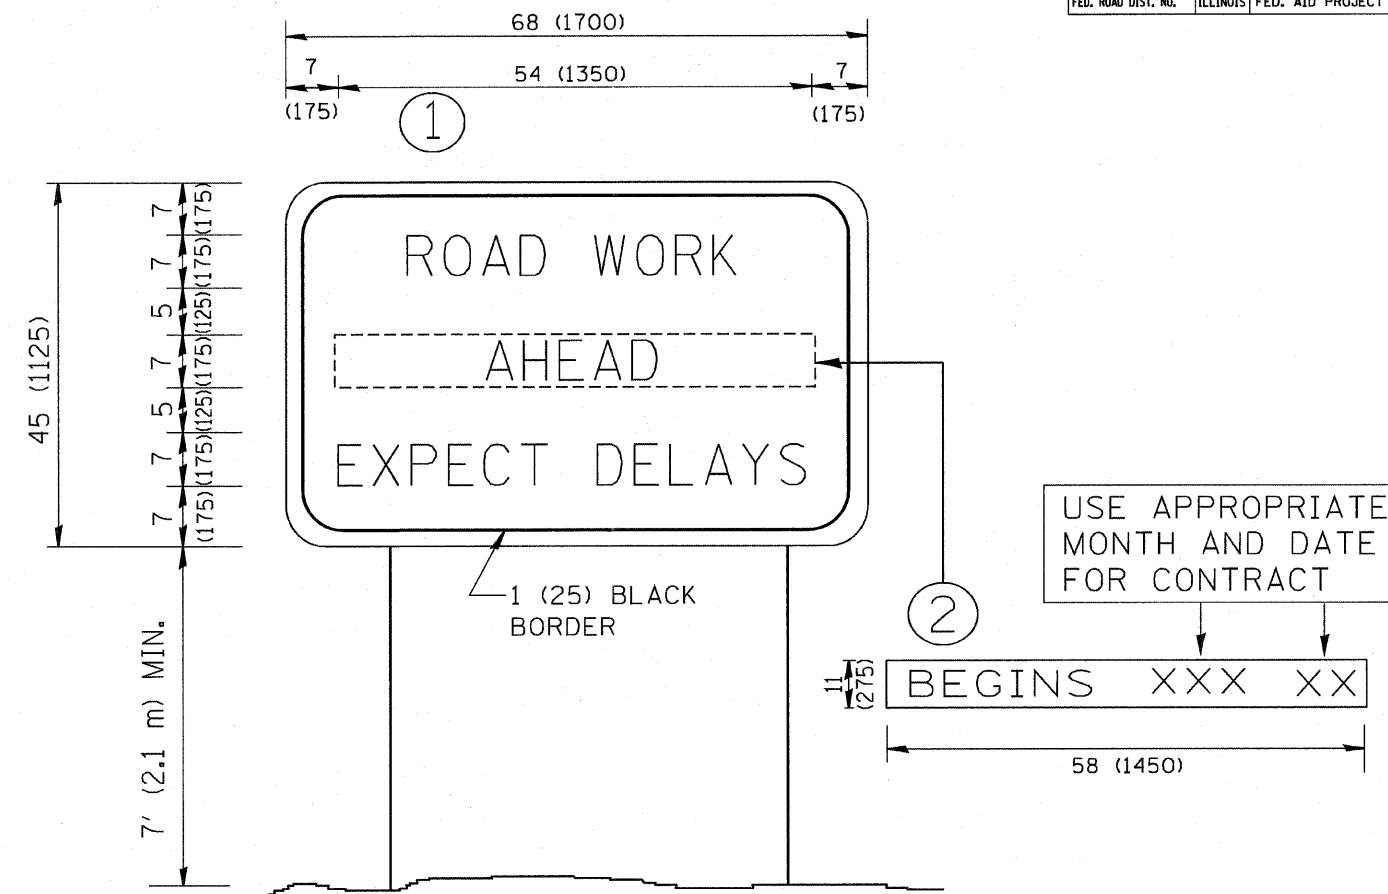 FED. ROAD DIST. NO. ILLINOIS FED. AID PROJECT
68 (1700)
7 54 (1350) 7
(175) (175)
1
45 (1125)
7 (175)
7 (175)
5 (125)
7 (175)
5 (125)
7 (175)
7 (175)
ROAD WORK
AHEAD
EXPECT DELAYS
1 (25) BLACK
BORDER
7' (2.1 m) MIN.
2
USE APPROPRIATE
MONTH AND DATE
FOR CONTRACT
11
(275)
BEGINS XXX XX
58 (1450)